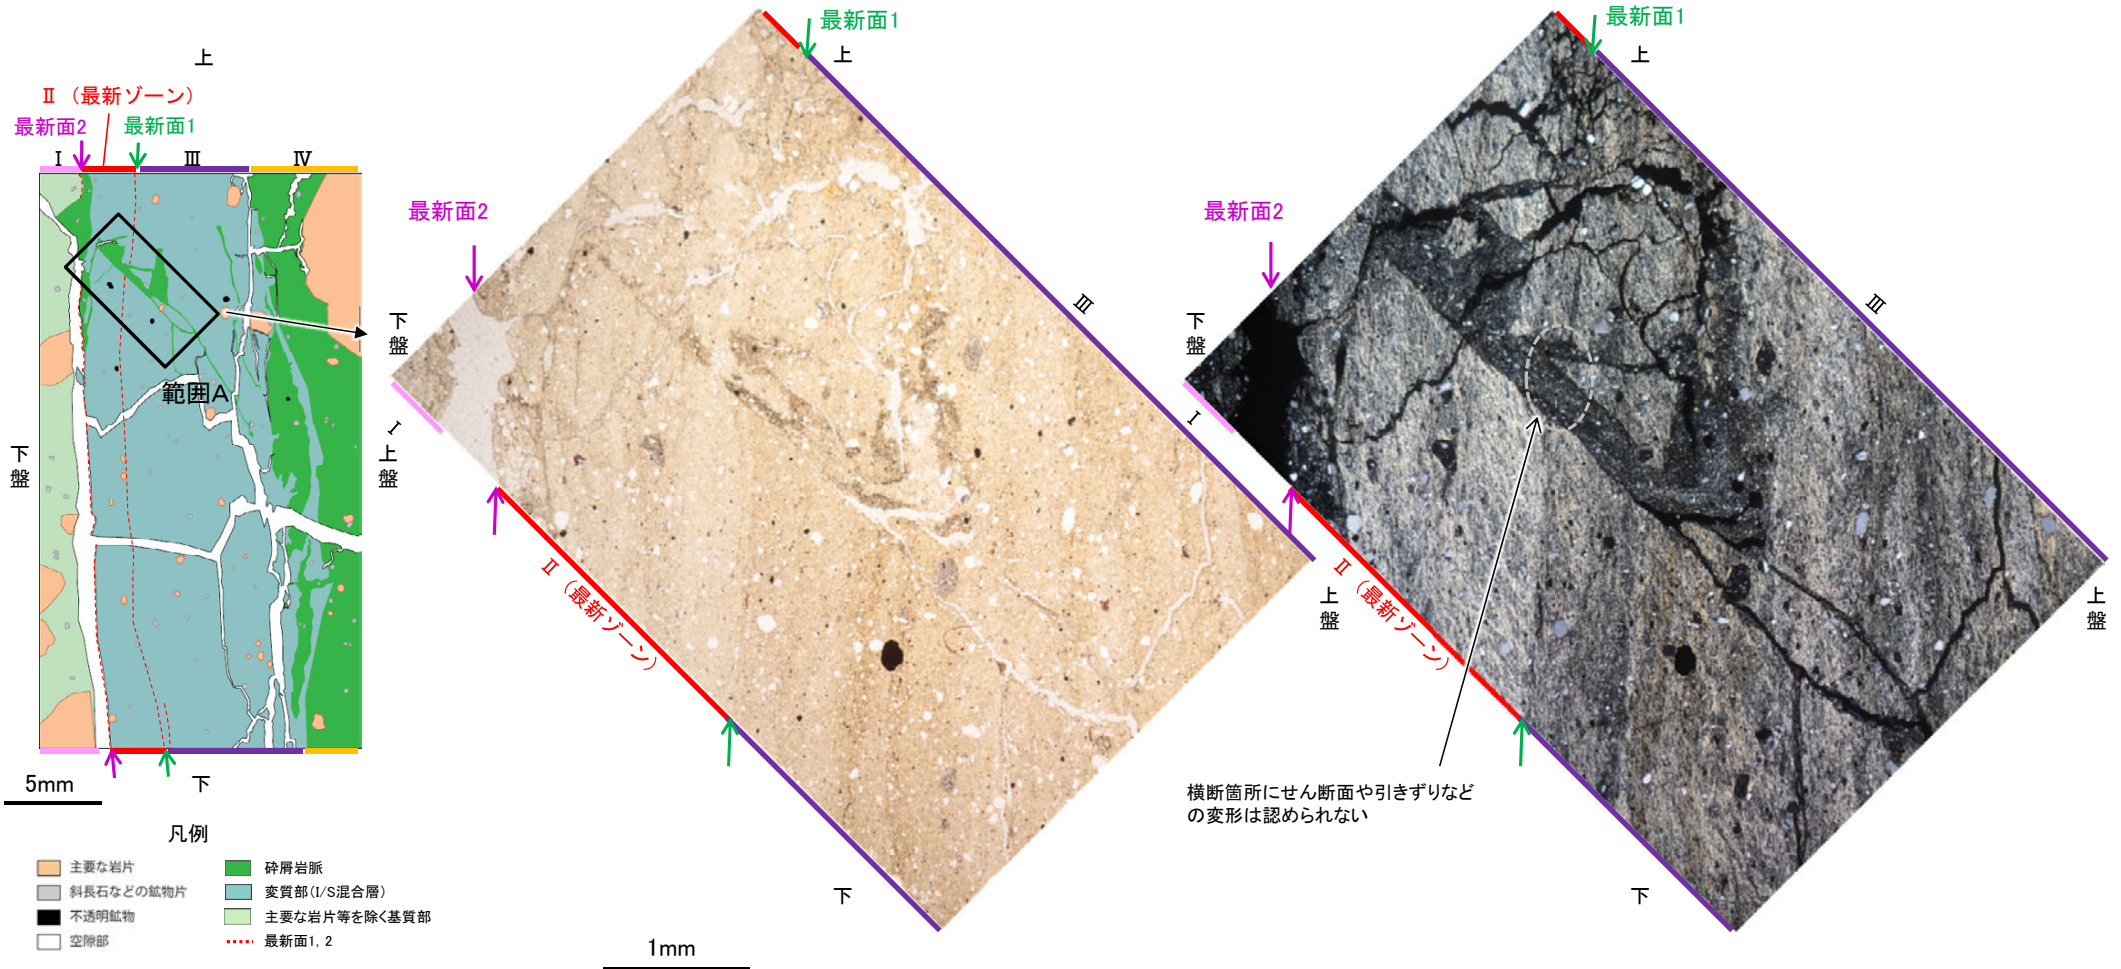 上
Ⅱ（最新ゾーン）
最新面2
最新面1
Ⅰ
Ⅲ
Ⅳ
範囲A
下盤
上盤
下
5mm
凡例
主要な岩片
斜長石などの鉱物片
不透明鉱物
空隙部
砕屑岩脈
変質部(I/S混合層)
主要な岩片等を除く基質部
最新面1, 2
最新面1
上
最新面2
下盤
Ⅲ
Ⅰ
Ⅱ（最新ゾーン）
上盤
下
1mm
最新面1
上
最新面2
下盤
Ⅲ
Ⅰ
Ⅱ（最新ゾーン）
上盤
横断箇所にせん断面や引きずりなど
の変形は認められない
下